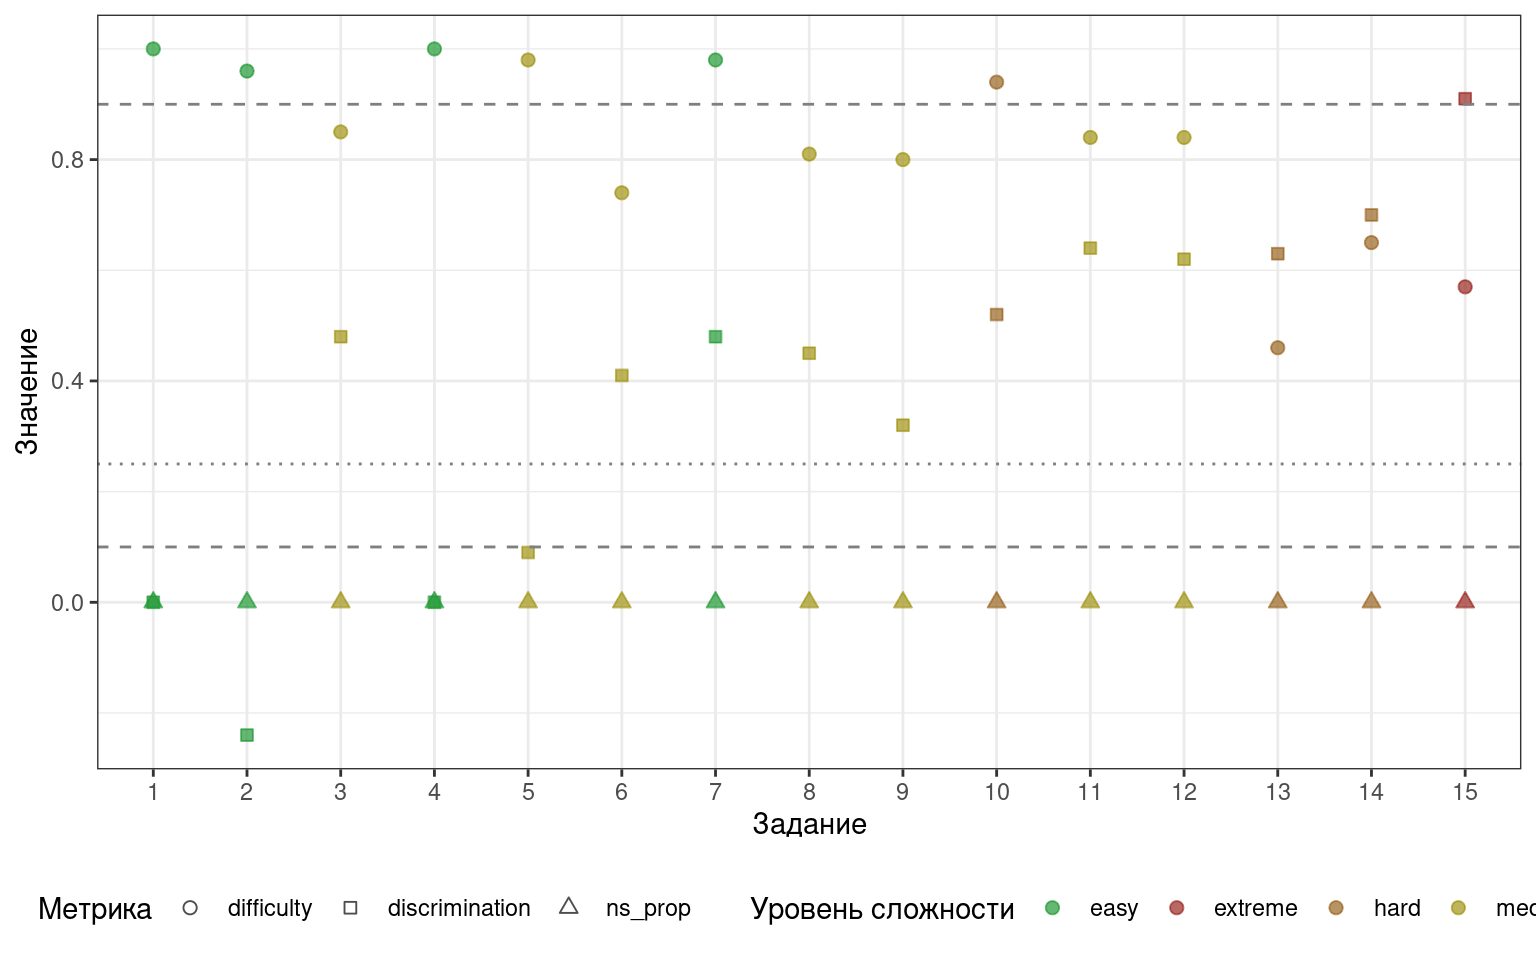 Значение
0.8
0.4
0.0
1 2 3 4 5 6 7 8 9 10 11 12 13 14 15
Задание
Метрика difficulty discrimination ns_prop Уровень сложности easy extreme hard